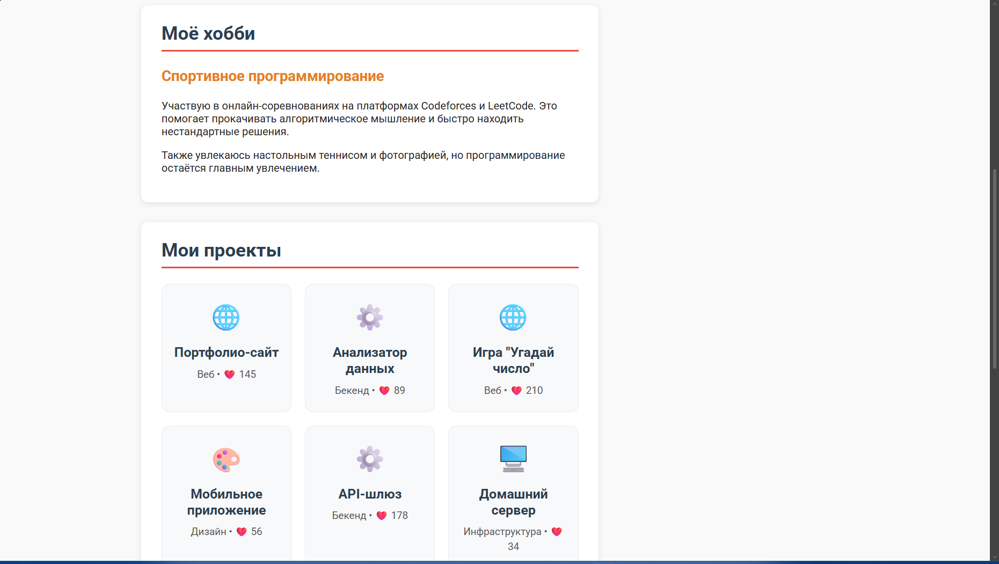 Моё хобби
Спортивное программирование
Участвую в онлайн-соревнованиях на платформах Codeforces и LeetCode. Это
помогает прокачивать алгоритмическое мышление и быстро находить
нестандартные решения.
Также увлекаюсь настольным теннисом и фотографией, но программирование
остаётся главным увлечением.
Мои проекты
Портфолио-сайт
Веб • 💗 145
Анализатор
данных
Бекенд • 💗 89
Игра "Угадай
число"
Веб • 💗 210
Мобильное
приложение
Дизайн • 💗 56
API-шлюз
Бекенд • 💗 178
Домашний
сервер
Инфраструктура • 💗
34